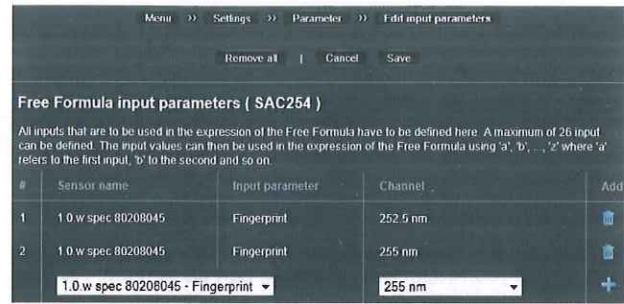 Menu >> Settings >> Parameter >> Edit input parameters
Remove all | Cancel Save
Free Formula input parameters ( SAC254 )
All inputs that are to be used in the expression of the Free Formula have to be defined here. A maximum of 26 input
can be defined. The input values can then be used in the expression of the Free Formula using 'a', 'b', ..., 'z' where 'a'
refers to the first input, 'b' to the second and so on.
# Sensor name Input parameter Channel Add
1 1.0.w spec 80208045 Fingerprint 252.5 nm
2 1.0.w spec 80208045 Fingerprint 255 nm
1.0.w spec 80208045 - Fingerprint 255 nm